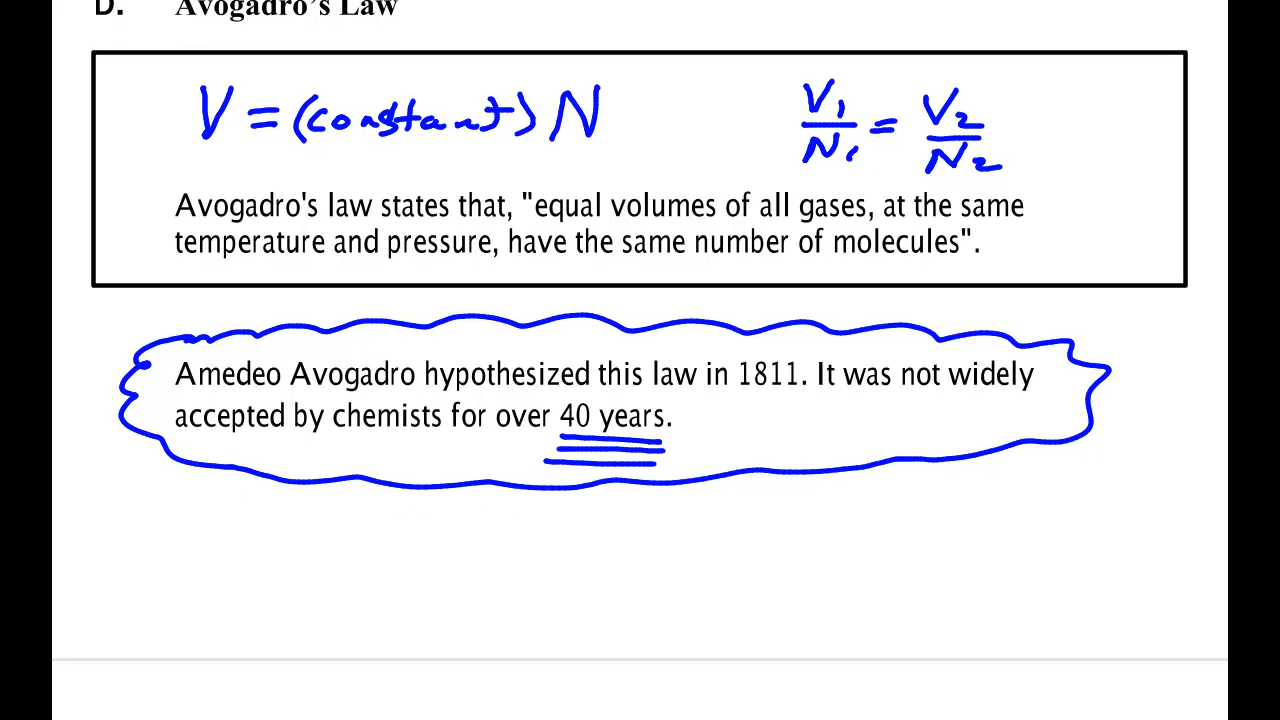 D. Avogadro's Law
V = (constant) N
V₁/N₁ = V₂/N₂
Avogadro's law states that, "equal volumes of all gases, at the same
temperature and pressure, have the same number of molecules".
Amedeo Avogadro hypothesized this law in 1811. It was not widely
accepted by chemists for over 40 years.